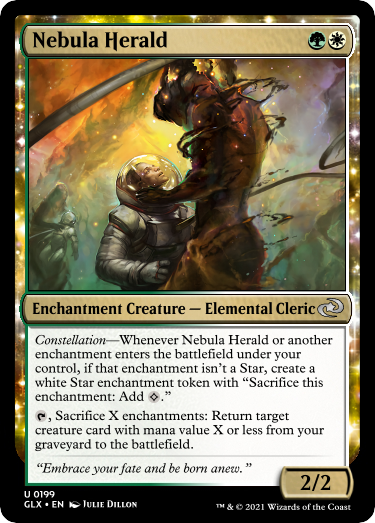 Nebula Herald
Enchantment Creature — Elemental Cleric
Constellation—Whenever Nebula Herald or another
enchantment enters the battlefield under your
control, if that enchantment isn't a Star, create a
white Star enchantment token with “Sacrifice this
enchantment: Add .”
, Sacrifice X enchantments: Return target
creature card with mana value X or less from your
graveyard to the battlefield.
“Embrace your fate and be born anew.”
2/2
U 0199
GLX • EN JULIE DILLON
™ & © 2021 Wizards of the Coast